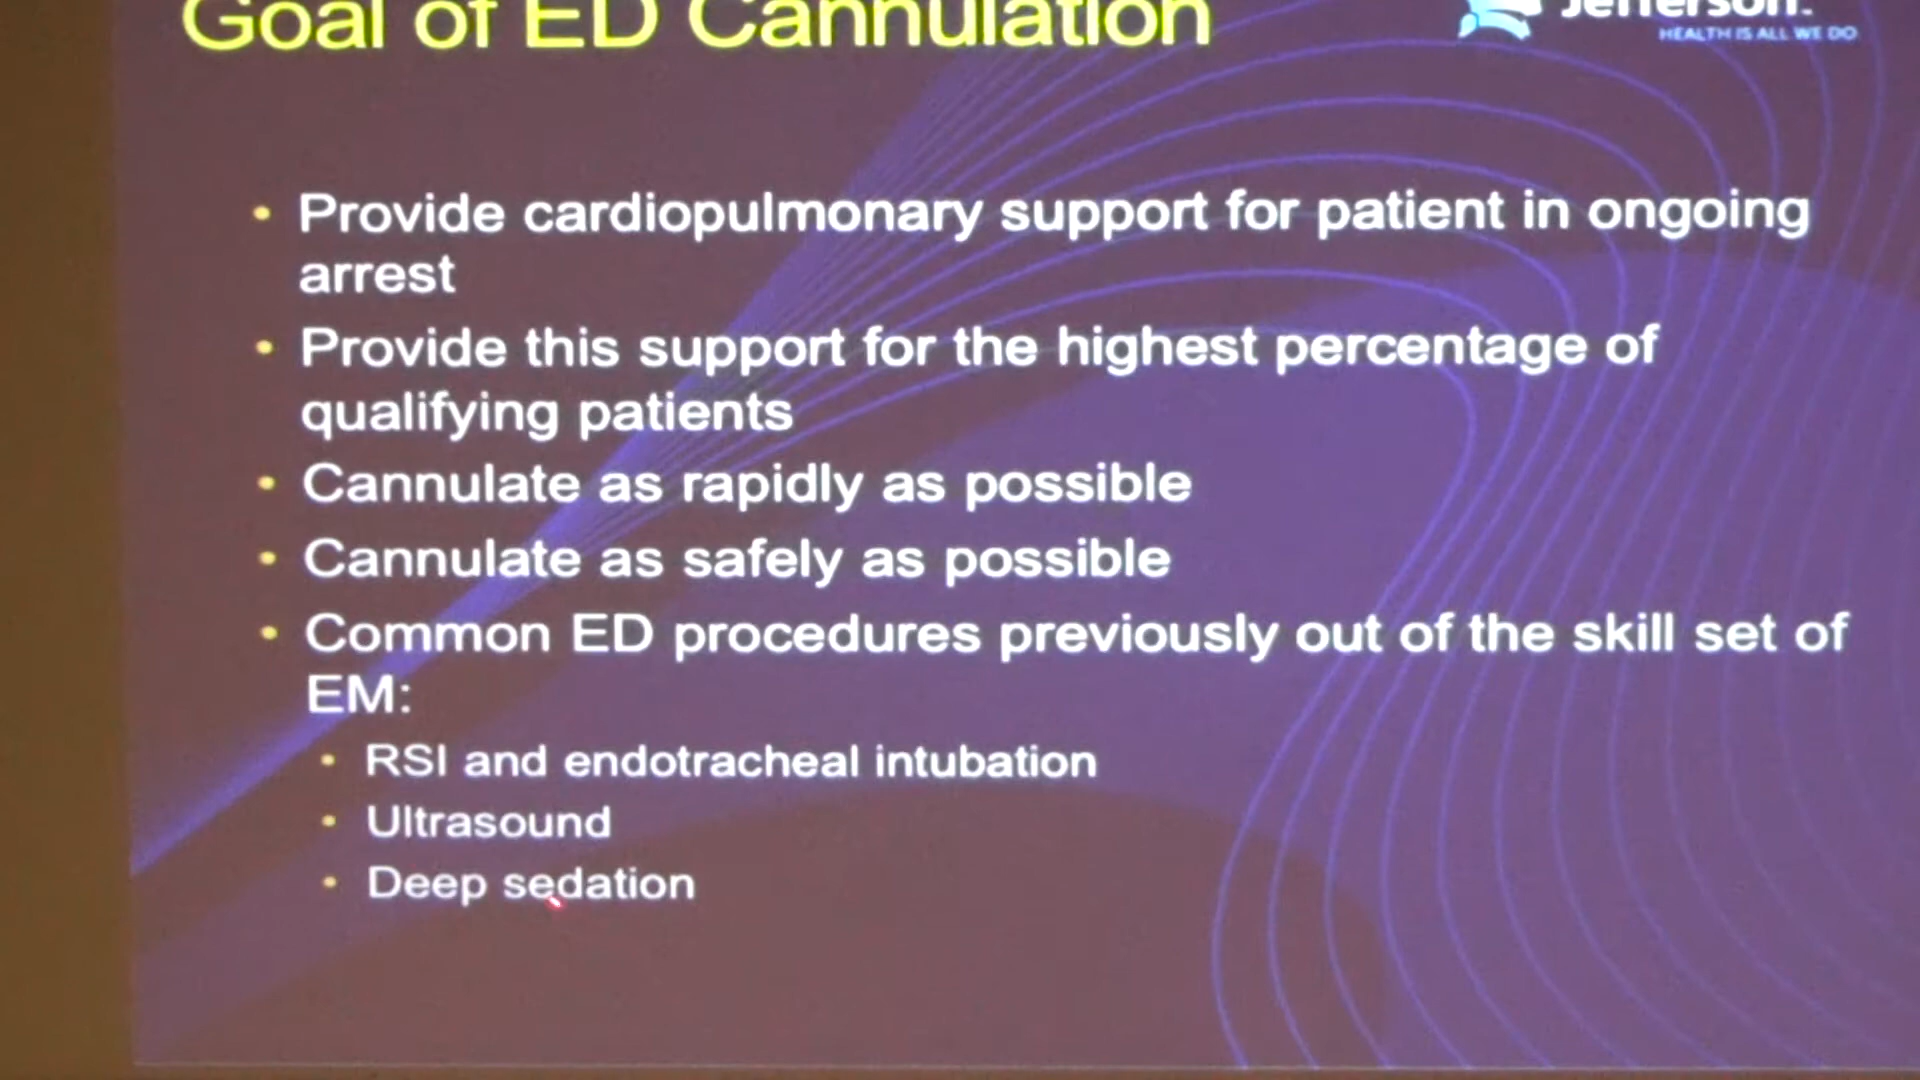 Goal of ED Cannulation
Jefferson.
HEALTH IS ALL WE DO
• Provide cardiopulmonary support for patient in ongoing
arrest
• Provide this support for the highest percentage of
qualifying patients
• Cannulate as rapidly as possible
• Cannulate as safely as possible
• Common ED procedures previously out of the skill set of
EM:
• RSI and endotracheal intubation
• Ultrasound
• Deep sedation